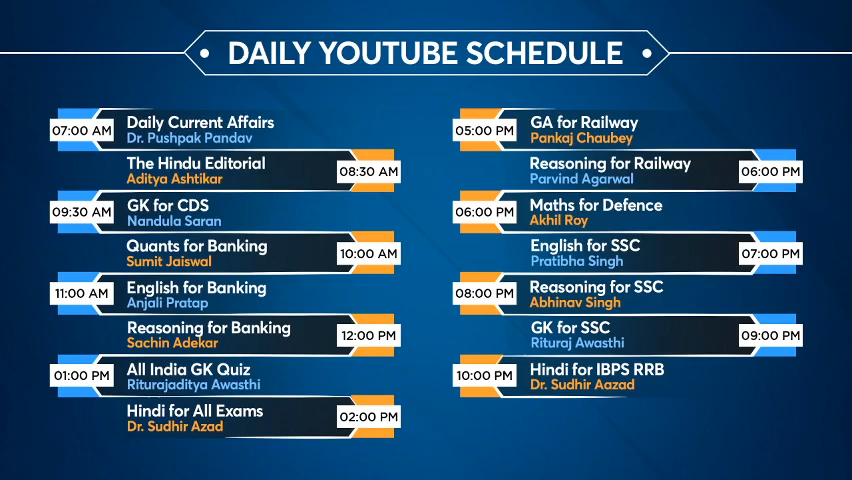 DAILY YOUTUBE SCHEDULE
07:00 AM
Daily Current Affairs
Dr. Pushpak Pandav
The Hindu Editorial
Aditya Ashtikar
08:30 AM
09:30 AM
GK for CDS
Nandula Saran
Quants for Banking
Sumit Jaiswal
10:00 AM
11:00 AM
English for Banking
Anjali Pratap
Reasoning for Banking
Sachin Adekar
12:00 PM
01:00 PM
All India GK Quiz
Riturajaditya Awasthi
Hindi for All Exams
Dr. Sudhir Azad
02:00 PM
05:00 PM
GA for Railway
Pankaj Chaubey
Reasoning for Railway
Parvind Agarwal
06:00 PM
06:00 PM
Maths for Defence
Akhil Roy
English for SSC
Pratibha Singh
07:00 PM
08:00 PM
Reasoning for SSC
Abhinav Singh
GK for SSC
Rituraj Awasthi
09:00 PM
10:00 PM
Hindi for IBPS RRB
Dr. Sudhir Aazad